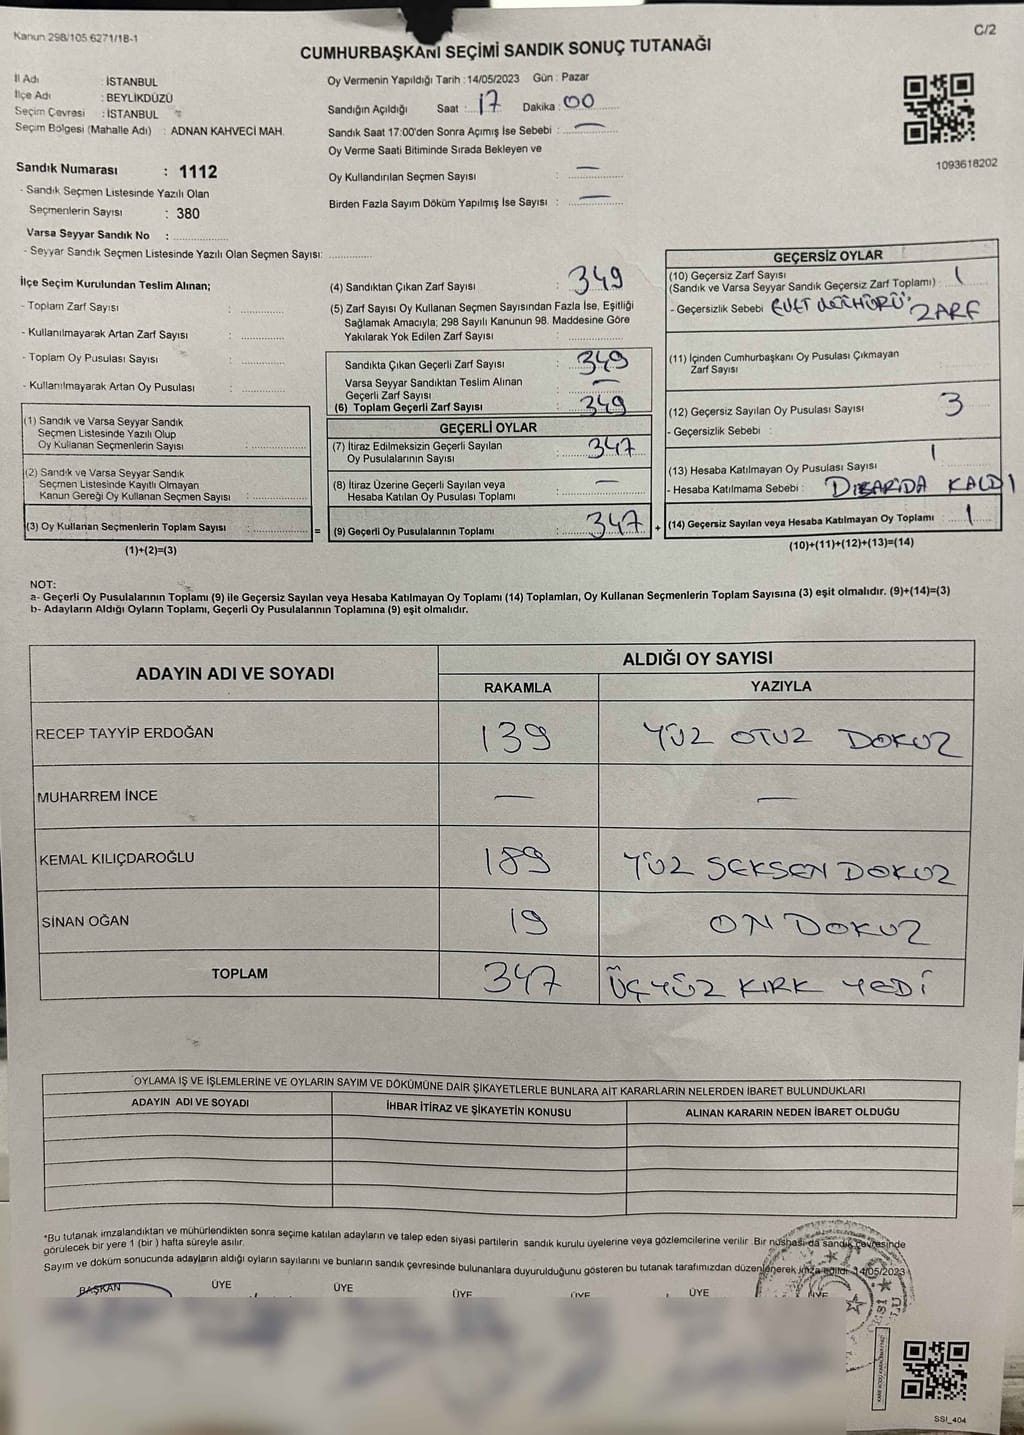 Kanun 298/105.6271/18-1
C/2
CUMHURBAŞKANI SEÇİMİ SANDIK SONUÇ TUTANAĞI
İl Adı : İSTANBUL
İlçe Adı : BEYLİKDÜZÜ
Seçim Çevresi : İSTANBUL
Seçim Bölgesi (Mahalle Adı) : ADNAN KAHVECİ MAH.
Sandık Numarası : 1112
- Sandık Seçmen Listesinde Yazılı Olan
Seçmenlerin Sayısı : 380
Varsa Seyyar Sandık No : ....................
- Seyyar Sandık Seçmen Listesinde Yazılı Olan Seçmen Sayısı: ...............
Oy Vermenin Yapıldığı Tarih : 14/05/2023 Gün : Pazar
Sandığın Açıldığı Saat : 17 Dakika : 00
Sandık Saat 17:00'den Sonra Açımış İse Sebebi : —
Oy Verme Saati Bitiminde Sırada Bekleyen ve
Oy Kullandırılan Seçmen Sayısı : —
Birden Fazla Sayım Döküm Yapılmış İse Sayısı : —
1093618202
İlçe Seçim Kurulundan Teslim Alınan;
- Toplam Zarf Sayısı : ...............
- Kullanılmayarak Artan Zarf Sayısı : ...............
- Toplam Oy Pusulası Sayısı : ...............
- Kullanılmayarak Artan Oy Pusulası : ...............
(1) Sandık ve Varsa Seyyar Sandık
Seçmen Listesinde Yazılı Olup
Oy Kullanan Seçmenlerin Sayısı : ...............
(2) Sandık ve Varsa Seyyar Sandık
Seçmen Listesinde Kayıtlı Olmayan
Kanun Gereği Oy Kullanan Seçmen Sayısı : ...............
(3) Oy Kullanan Seçmenlerin Toplam Sayısı : ............... =
(1)+(2)=(3)
(4) Sandıktan Çıkan Zarf Sayısı : 349
(5) Zarf Sayısı Oy Kullanan Seçmen Sayısından Fazla İse, Eşitliği
Sağlamak Amacıyla; 298 Sayılı Kanunun 98. Maddesine Göre
Yakılarak Yok Edilen Zarf Sayısı : ...............
Sandıkta Çıkan Geçerli Zarf Sayısı : 349
Varsa Seyyar Sandıktan Teslim Alınan
Geçerli Zarf Sayısı : —
(6) Toplam Geçerli Zarf Sayısı : 349
GEÇERLİ OYLAR
(7) İtiraz Edilmeksizin Geçerli Sayılan
Oy Pusulalarının Sayısı : 347
(8) İtiraz Üzerine Geçerli Sayılan veya
Hesaba Katılan Oy Pusulası Toplamı : —
(9) Geçerli Oy Pusulalarının Toplamı : 347 +
GEÇERSİZ OYLAR
(10) Geçersiz Zarf Sayısı
(Sandık ve Varsa Seyyar Sandık Geçersiz Zarf Toplamı) : 1
- Geçersizlik Sebebi : EVET MÜHÜRÜ ZARF
(11) İçinden Cumhurbaşkanı Oy Pusulası Çıkmayan
Zarf Sayısı
(12) Geçersiz Sayılan Oy Pusulası Sayısı : 3
- Geçersizlik Sebebi :
(13) Hesaba Katılmayan Oy Pusulası Sayısı : 1
- Hesaba Katılmama Sebebi : DIŞARIDA KALDI
(14) Geçersiz Sayılan veya Hesaba Katılmayan Oy Toplamı : 1
(10)+(11)+(12)+(13)=(14)
NOT:
a- Geçerli Oy Pusulalarının Toplamı (9) ile Geçersiz Sayılan veya Hesaba Katılmayan Oy Toplamı (14) Toplamları, Oy Kullanan Seçmenlerin Toplam Sayısına (3) eşit olmalıdır. (9)+(14)=(3)
b- Adayların Aldığı Oyların Toplamı, Geçerli Oy Pusulalarının Toplamına (9) eşit olmalıdır.
ADAYIN ADI VE SOYADI ALDIĞI OY SAYISI
RAKAMLA YAZIYLA
RECEP TAYYİP ERDOĞAN 139 YÜZ OTUZ DOKUZ
MUHARREM İNCE — —
KEMAL KILIÇDAROĞLU 189 YÜZ SEKSEN DOKUZ
SİNAN OĞAN 19 ON DOKUZ
TOPLAM 347 ÜÇYÜZ KIRK YEDİ
OYLAMA İŞ VE İŞLEMLERİNE VE OYLARIN SAYIM VE DÖKÜMÜNE DAİR ŞİKAYETLERLE BUNLARA AİT KARARLARIN NELERDEN İBARET BULUNDUKLARI
ADAYIN ADI VE SOYADI İHBAR İTİRAZ VE ŞİKAYETİN KONUSU ALINAN KARARIN NEDEN İBARET OLDUĞU
*Bu tutanak imzalandıktan ve mühürlendikten sonra seçime katılan adayların ve talep eden siyasi partilerin sandık kurulu üyelerine veya gözlemcilerine verilir .Bir nüshası da sandık çevresinde
görülecek bir yere 1 (bir ) hafta süreyle asılır.
Sayım ve döküm sonucunda adayların aldığı oyların sayılarını ve bunların sandık çevresinde bulunanlara duyurulduğunu gösteren bu tutanak tarafımızdan düzenlenerek imza edildi. 14/05/2023
BAŞKAN ÜYE ÜYE ÜYE ÜYE ÜYE ÜYE
SSI_404